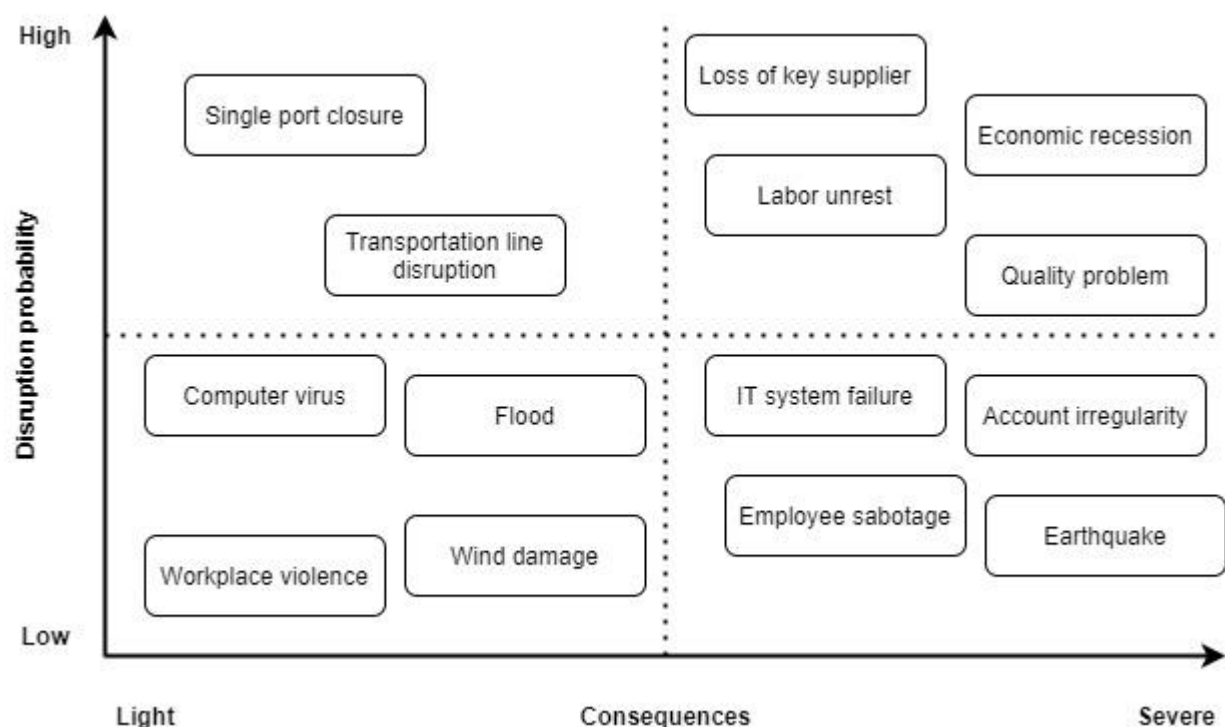 High
Loss of key supplier
Single port closure
Economic recession
Labor unrest
Transportation line
disruption
Quality problem
Disruption probability
Computer virus
Flood
IT system failure
Account irregularity
Employee sabotage
Earthquake
Wind damage
Workplace violence
Low
Light
Consequences
Severe